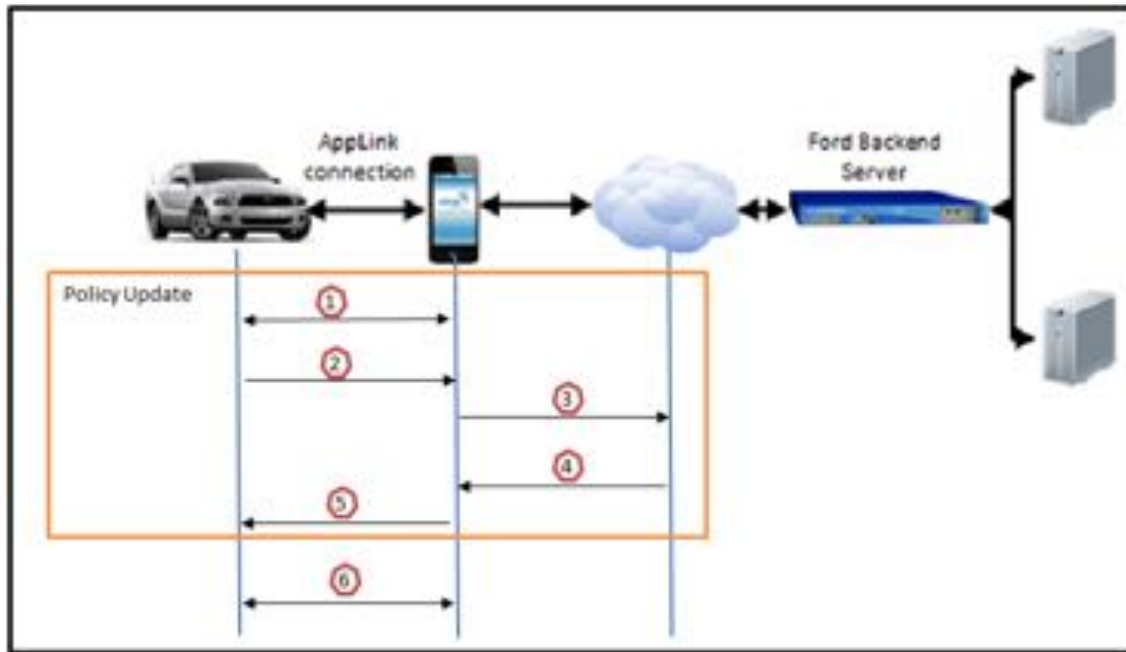 AppLink
connection
Ford Backend
Server
Policy Update
1
2
3
4
5
6